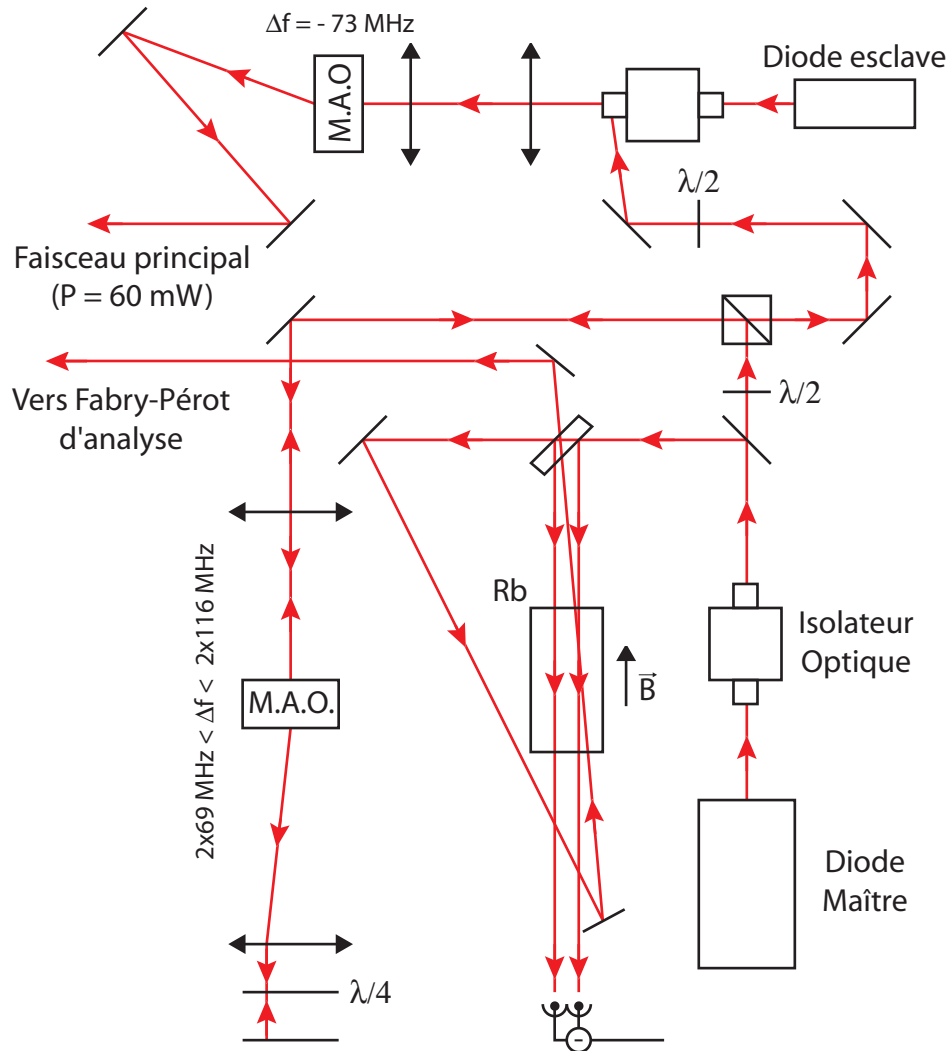 Δf = - 73 MHz
Diode esclave
M.A.O
λ/2
Faisceau principal
(P = 60 mW)
λ/2
Vers Fabry-Pérot
d'analyse
2x69 MHz < Δf < 2x116 MHz
Rb
B
Isolateur
Optique
M.A.O.
Diode
Maître
λ/4
-